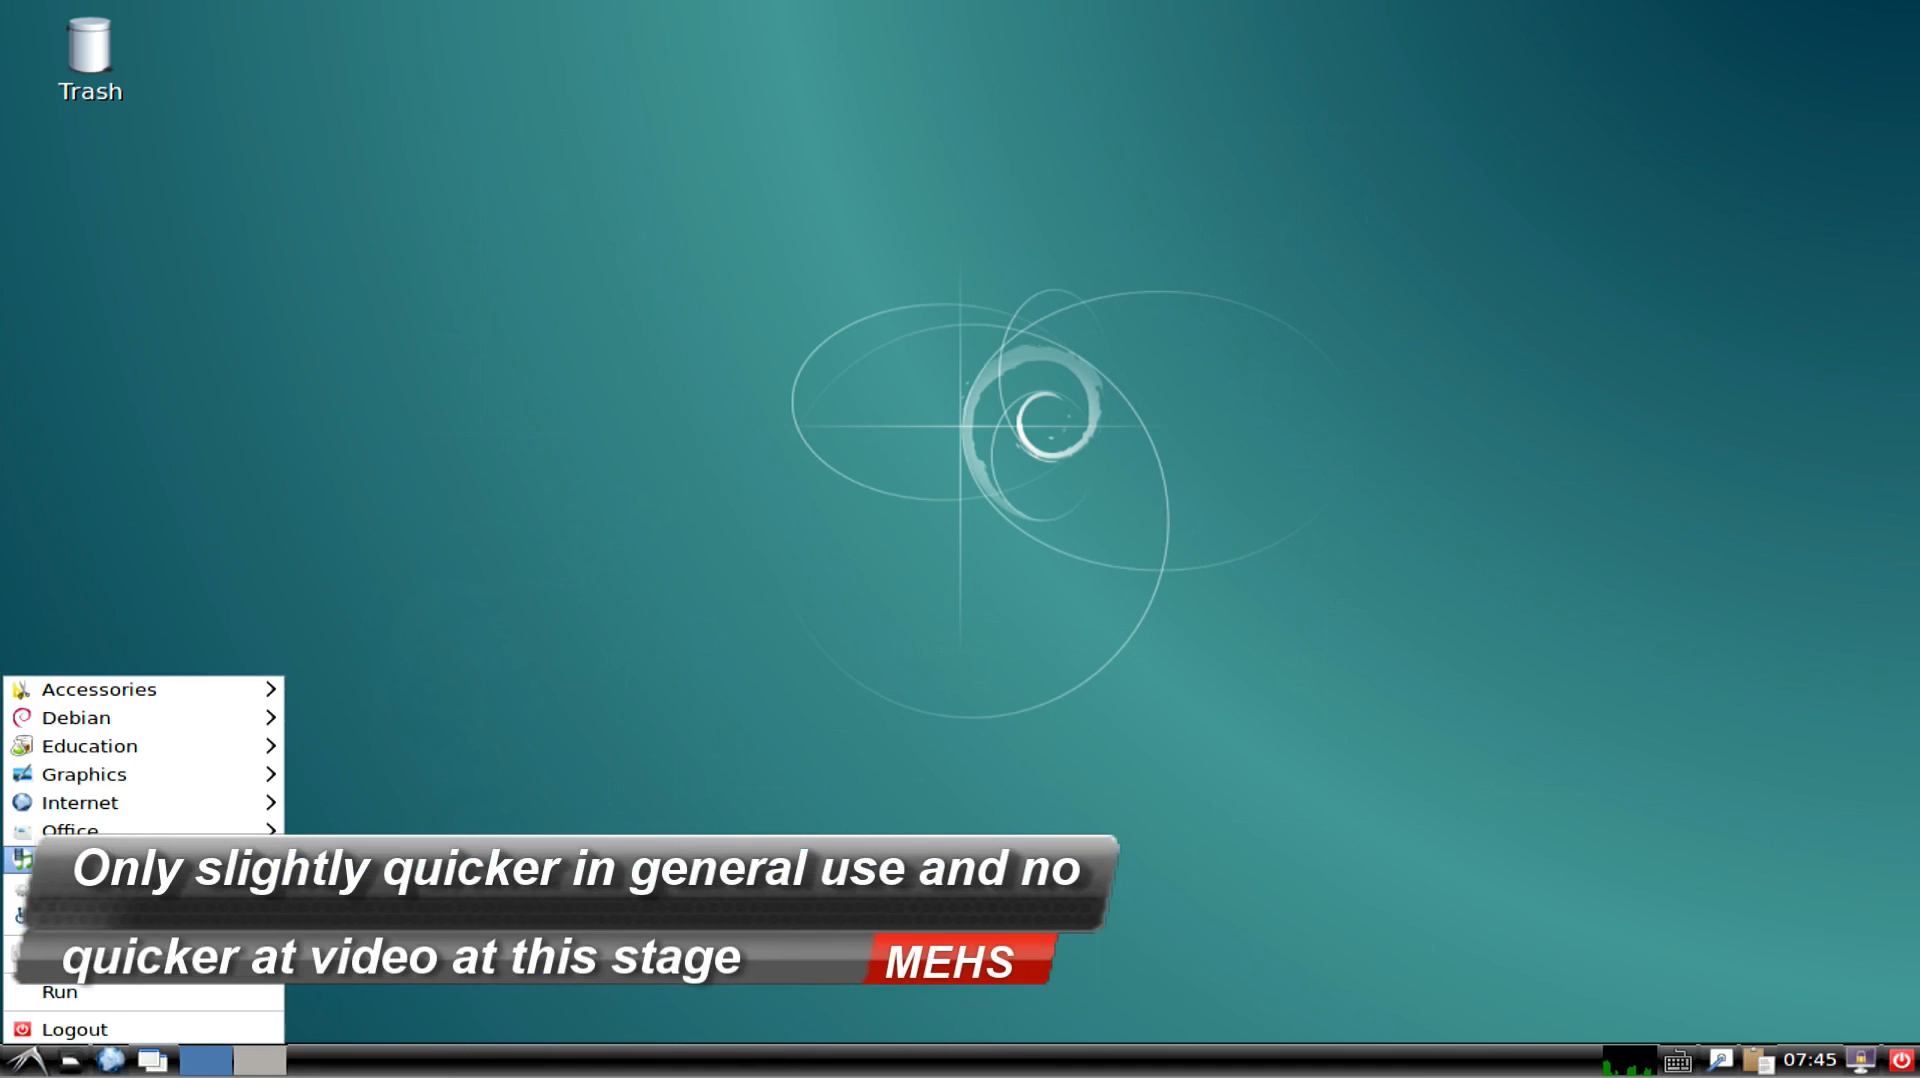 Trash
Accessories
Debian
Education
Graphics
Internet
Office
Only slightly quicker in general use and no
quicker at video at this stage
MEHS
Run
Logout
07:45